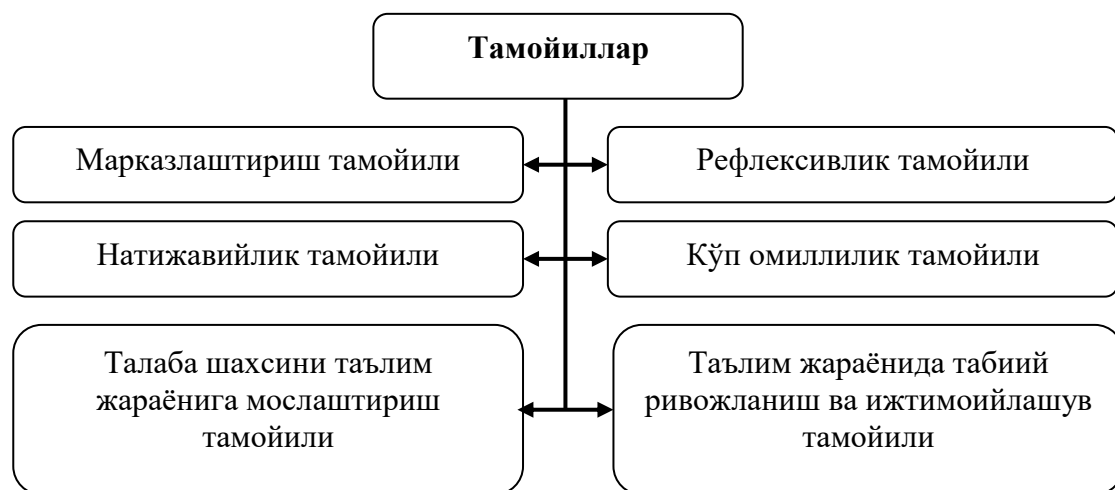 Тамойиллар
Марказлаштириш тамойили
Рефлексивлик тамойили
Натижавийлик тамойили
Кўп омиллилик тамойили
Талаба шахсини таълим
жараёнига мослаштириш
тамойили
Таълим жараёнида табиий
ривожланиш ва ижтимоийлашув
тамойили